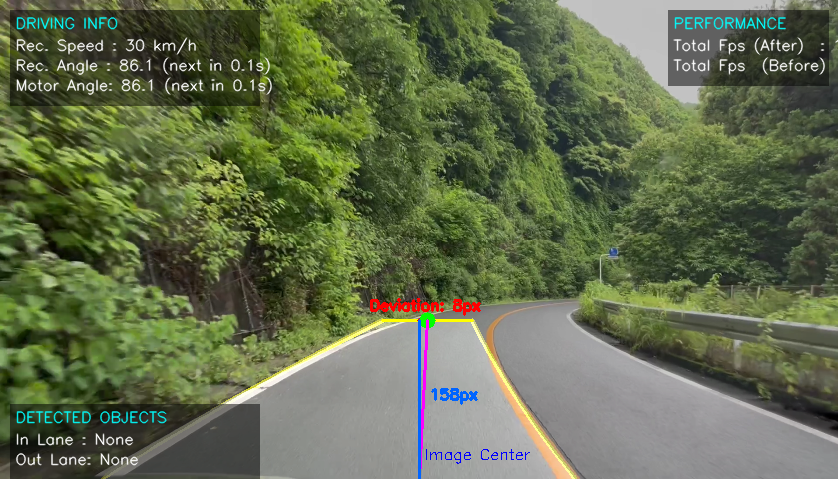 DRIVING INFO
Rec. Speed : 30 km/h
Rec. Angle : 86.1 (next in 0.1s)
Motor Angle: 86.1 (next in 0.1s)
PERFORMANCE
Total Fps (After) :
Total Fps (Before)
Deviation: 8px
158px
Image Center
DETECTED OBJECTS
In Lane : None
Out Lane: None